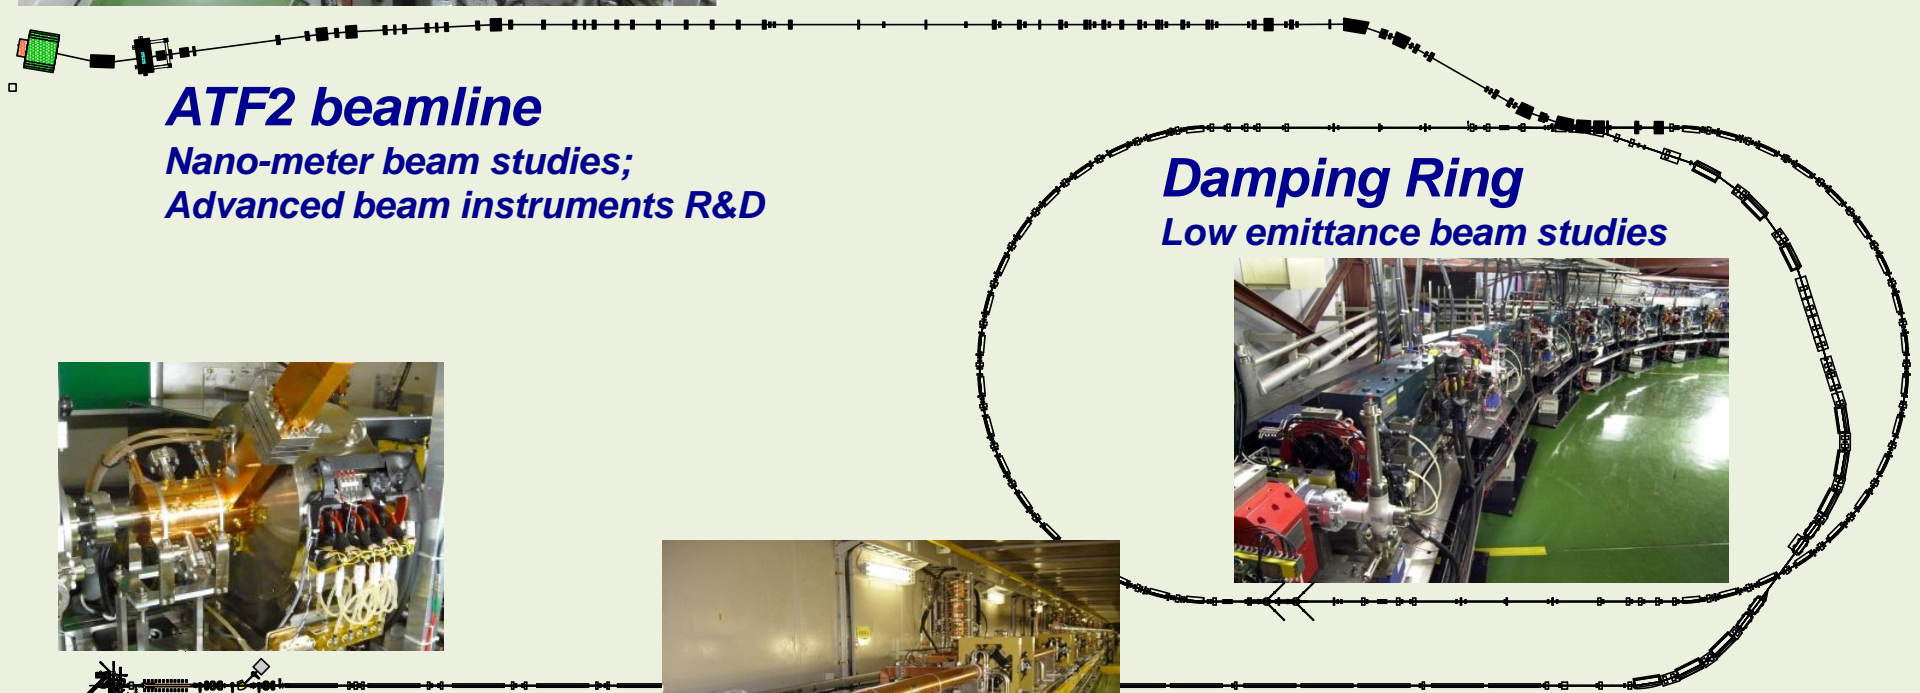 ATF2 beamline
Nano-meter beam studies;
Advanced beam instruments R&D
Damping Ring
Low emittance beam studies